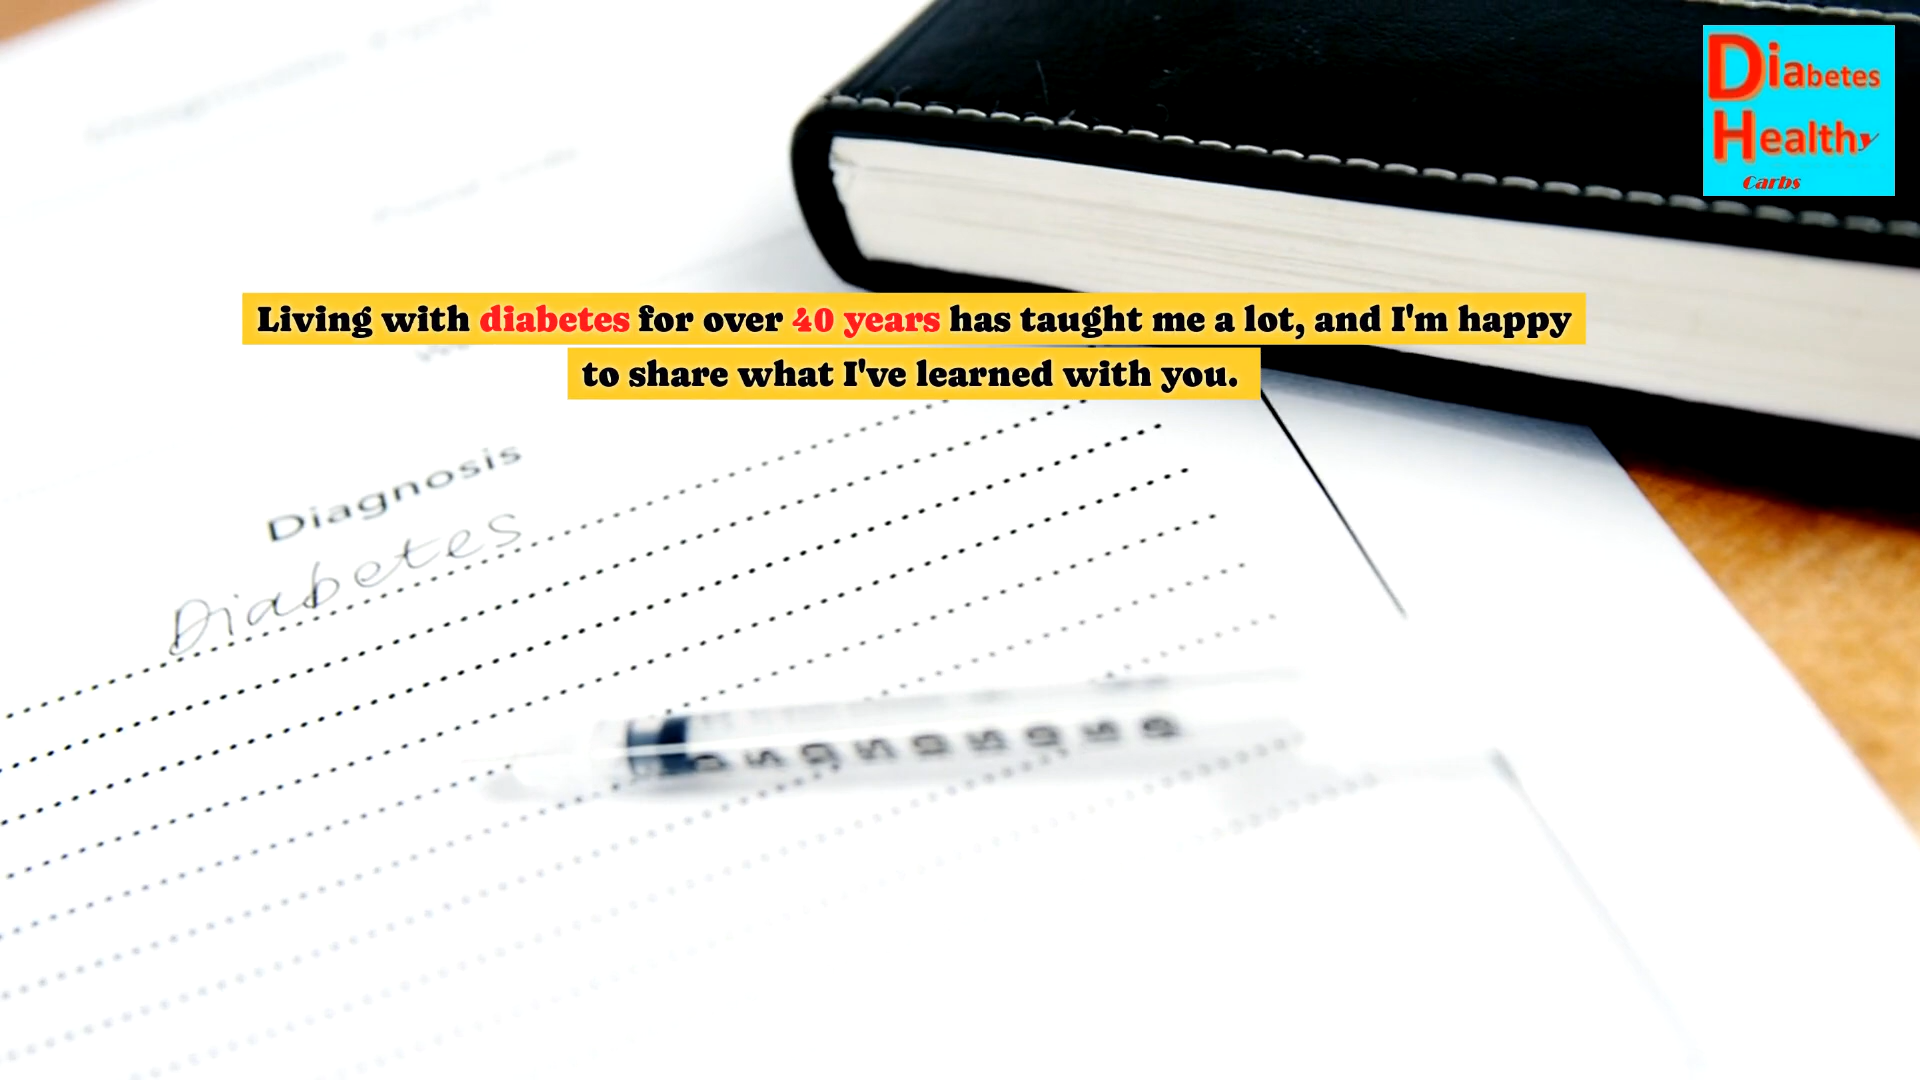 Diabetes
Healthy
Carbs
Living with diabetes for over 40 years has taught me a lot, and I'm happy
to share what I've learned with you.
Diagnosis
Diabetes